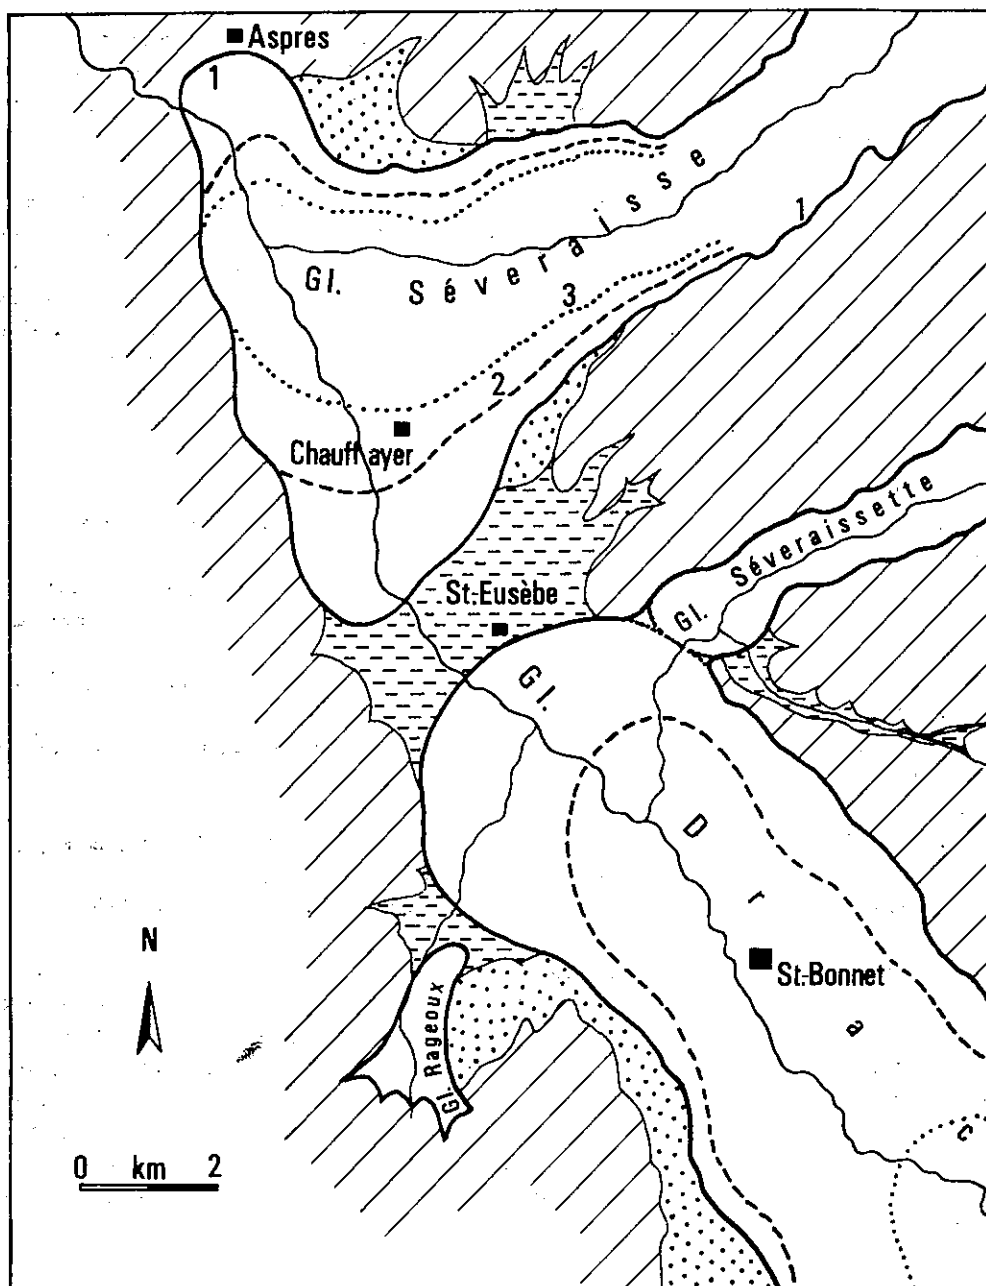 Aspres
1
1
Gl. Séveraisse
3
2
Chauffayer
Gl. Séveraissette
St-Eusèbe
Gl. Drac
N
St-Bonnet
Gl. Rageoux
0 km 2